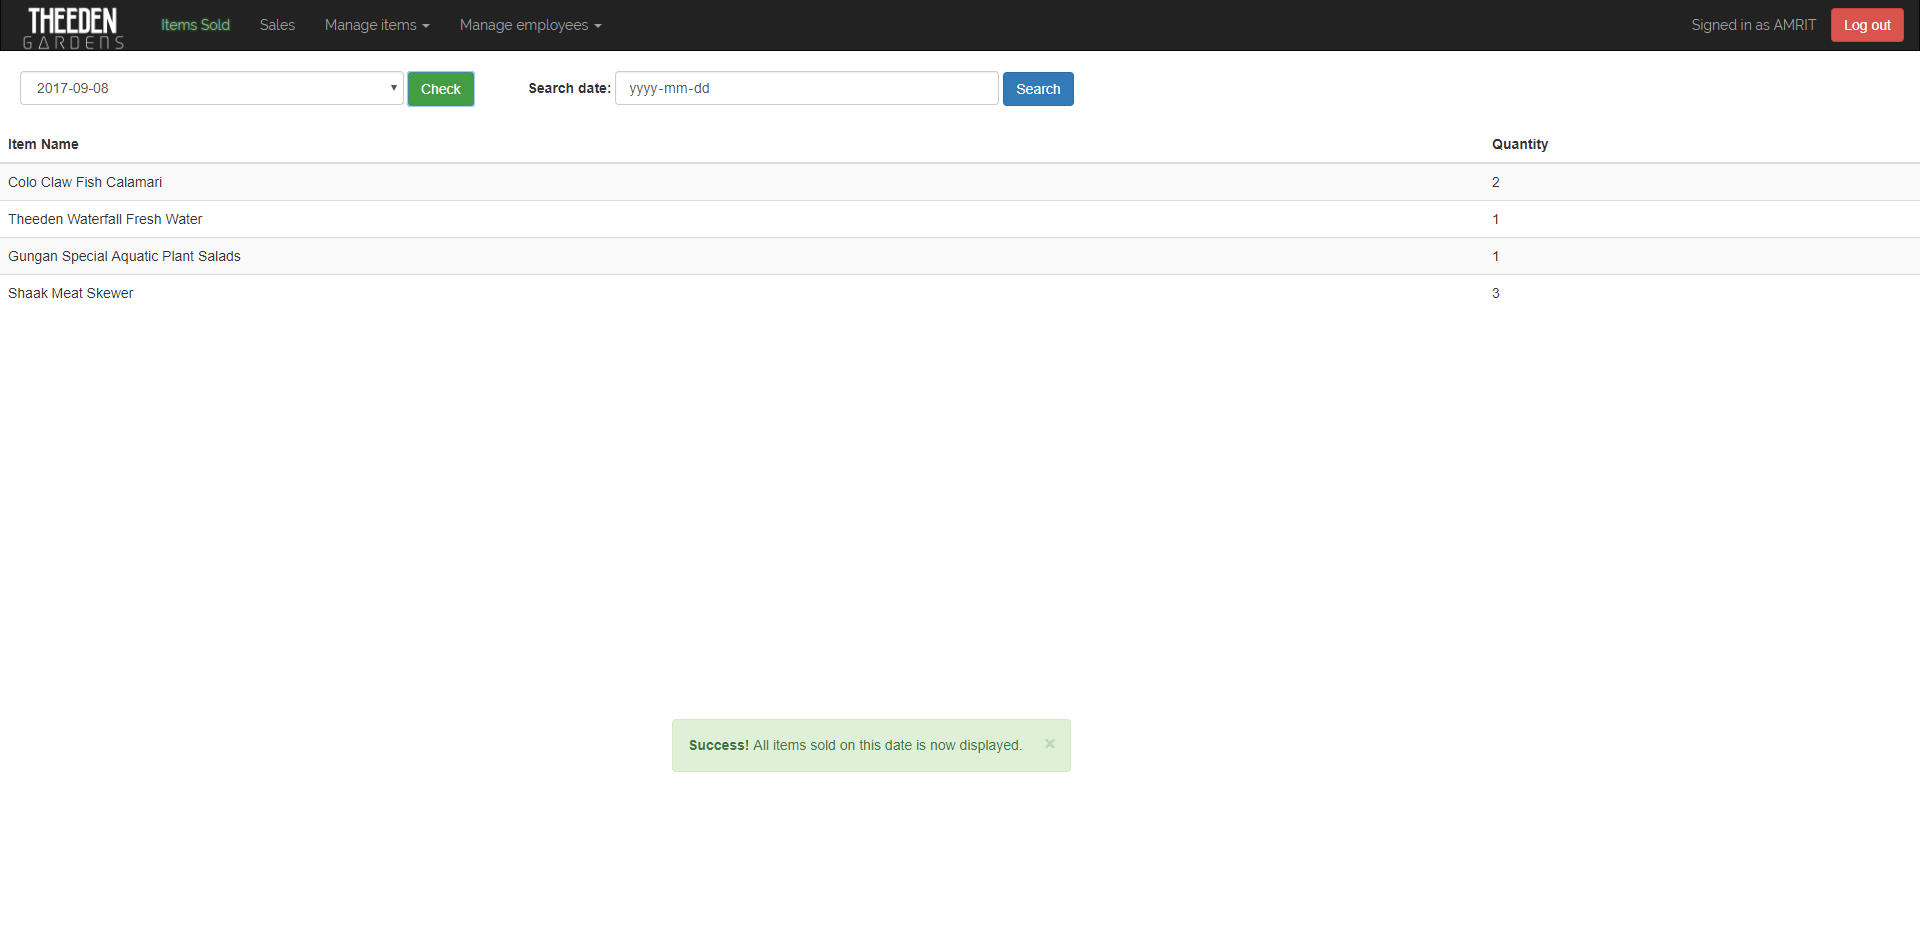 THEEDEN
GARDENS
Items Sold Sales Manage items Manage employees Signed in as AMRIT Log out
2017-09-08 Check Search date: yyyy-mm-dd Search
Item Name Quantity
Colo Claw Fish Calamari 2
Theeden Waterfall Fresh Water 1
Gungan Special Aquatic Plant Salads 1
Shaak Meat Skewer 3
Success! All items sold on this date is now displayed. ×